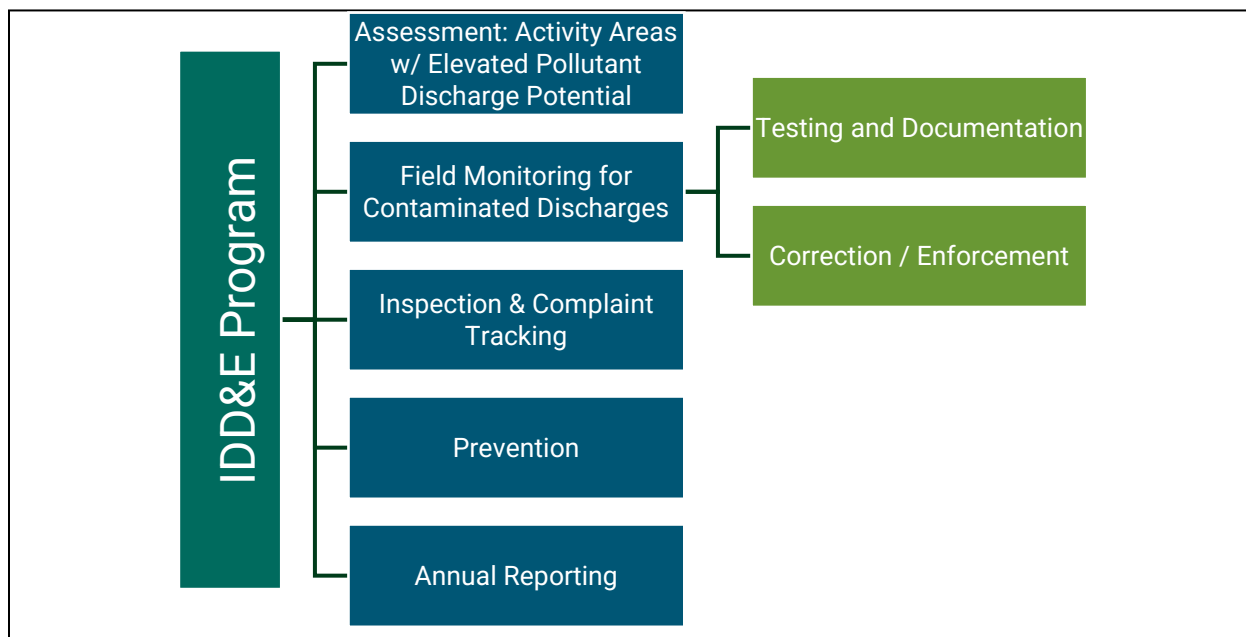 IDD&E Program
Assessment: Activity Areas
w/ Elevated Pollutant
Discharge Potential
Field Monitoring for
Contaminated Discharges
Testing and Documentation
Correction / Enforcement
Inspection & Complaint
Tracking
Prevention
Annual Reporting